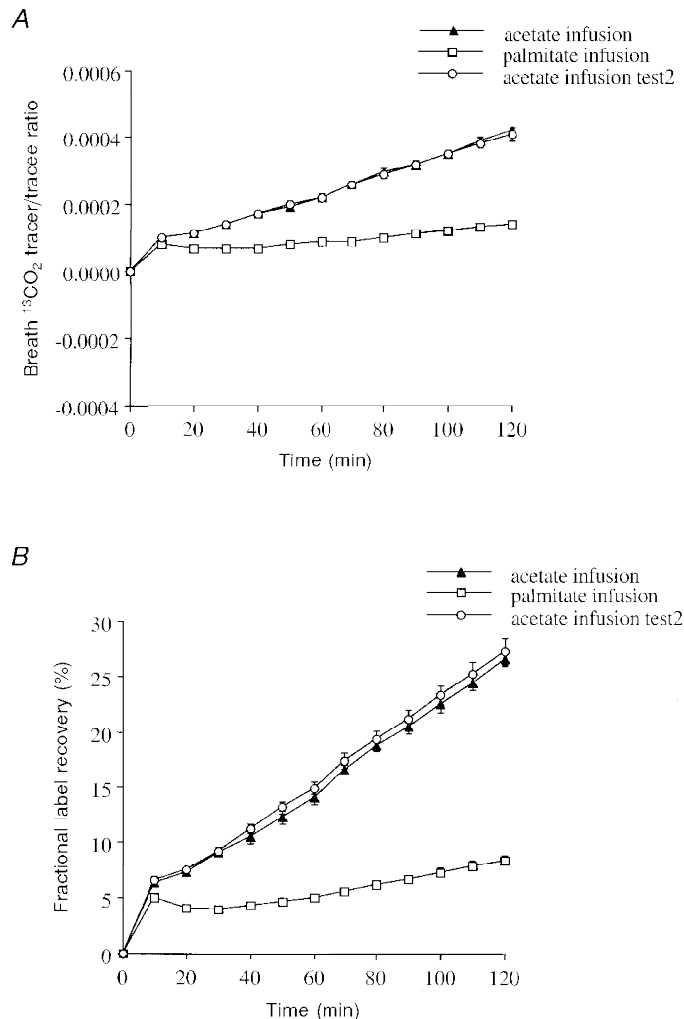 A
acetate infusion
palmitate infusion
acetate infusion test2
0.0006
0.0004
0.0002
0.0000
-0.0002
-0.0004
Breath 13CO2 tracer/tracee ratio
0 20 40 60 80 100 120
Time (min)
B
acetate infusion
palmitate infusion
acetate infusion test2
30
25
20
15
10
5
0
Fractional label recovery (%)
0 20 40 60 80 100 120
Time (min)